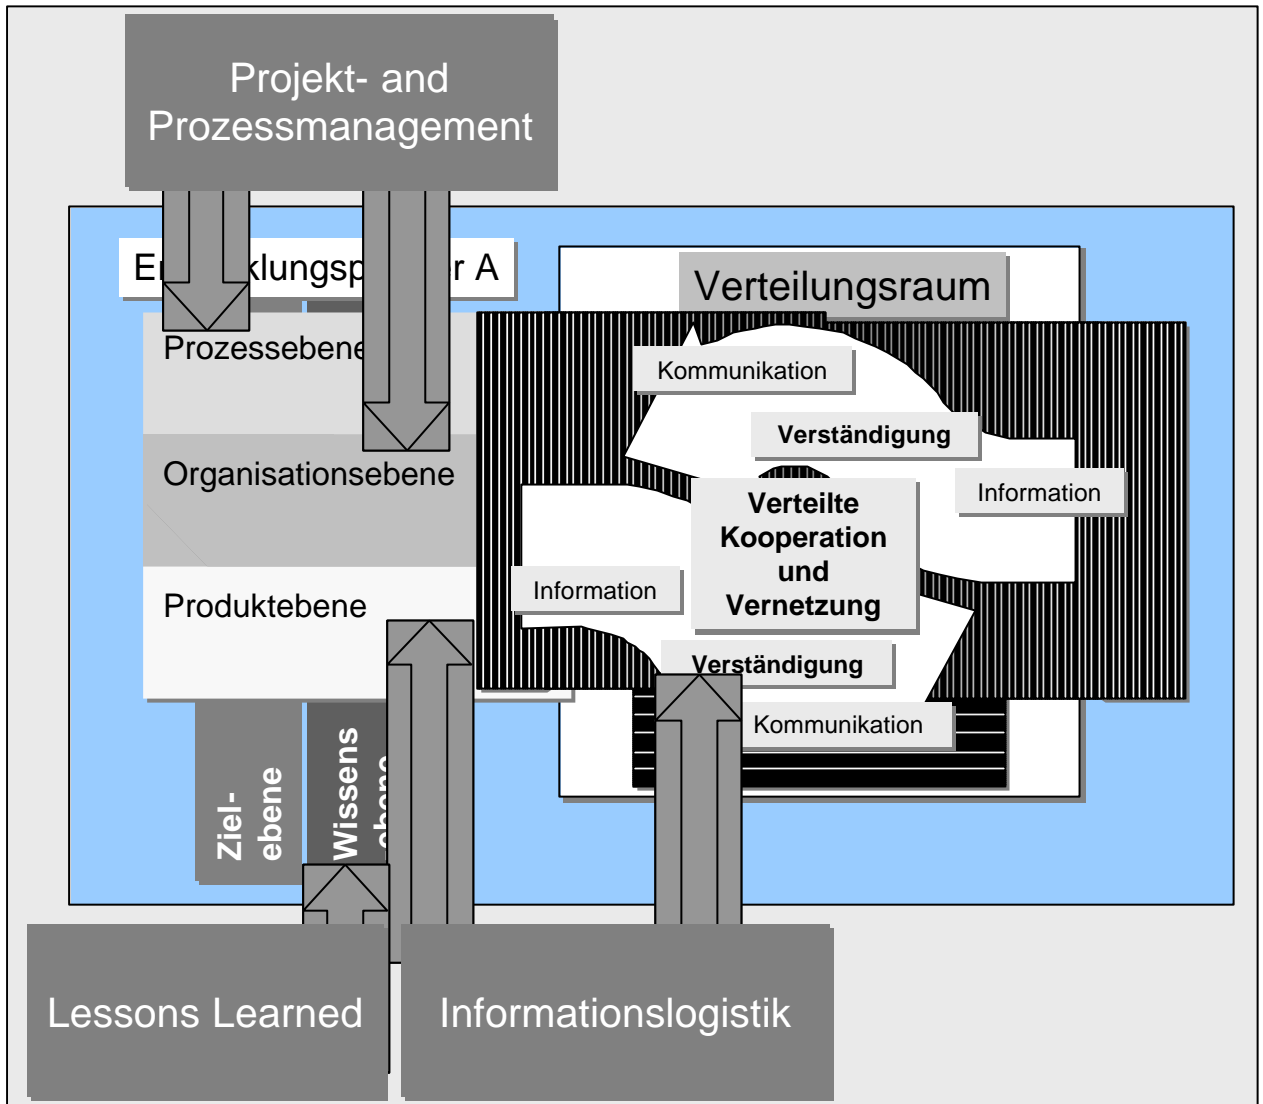 Projekt- and
Prozessmanagement
A
Verteilungsraum
Prozessebene
Kommunikation
Verständigung
Organisationsebene
Information
Verteilte
Kooperation
und
Vernetzung
Information
Produktebene
Verständigung
Kommunikation
Ziel-
ebene
Wissens
ebene
Lessons Learned
Informationslogistik